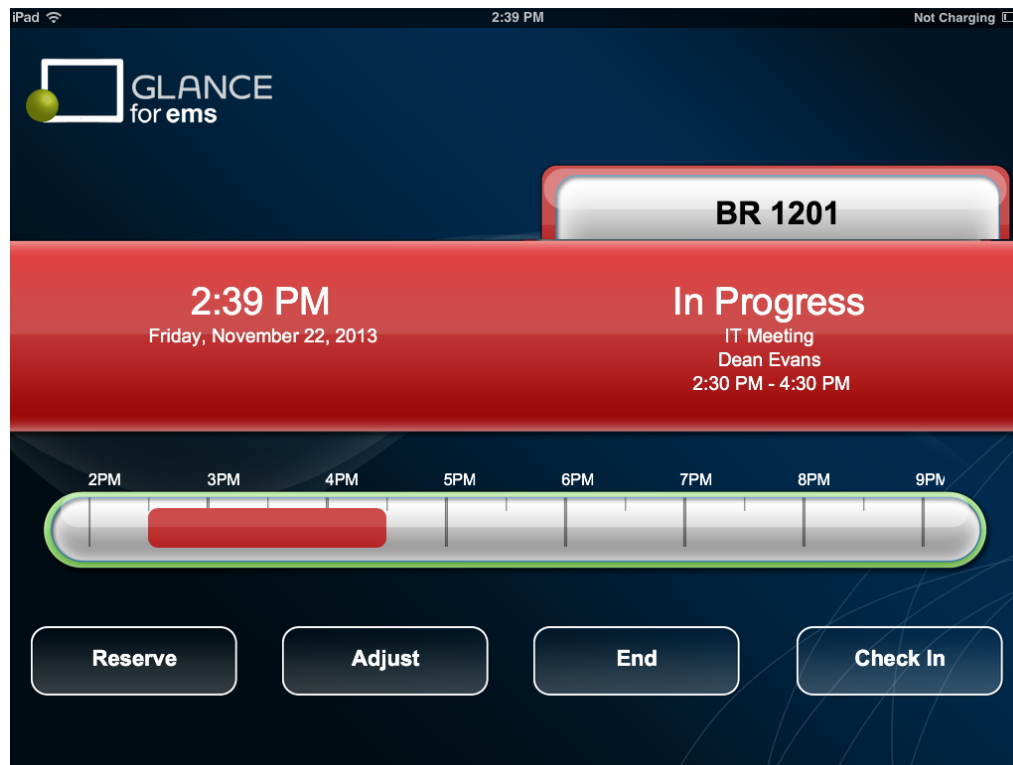 iPad 2:39 PM Not Charging
GLANCE
for ems
BR 1201
2:39 PM
Friday, November 22, 2013
In Progress
IT Meeting
Dean Evans
2:30 PM - 4:30 PM
2PM 3PM 4PM 5PM 6PM 7PM 8PM 9PM
Reserve Adjust End Check In